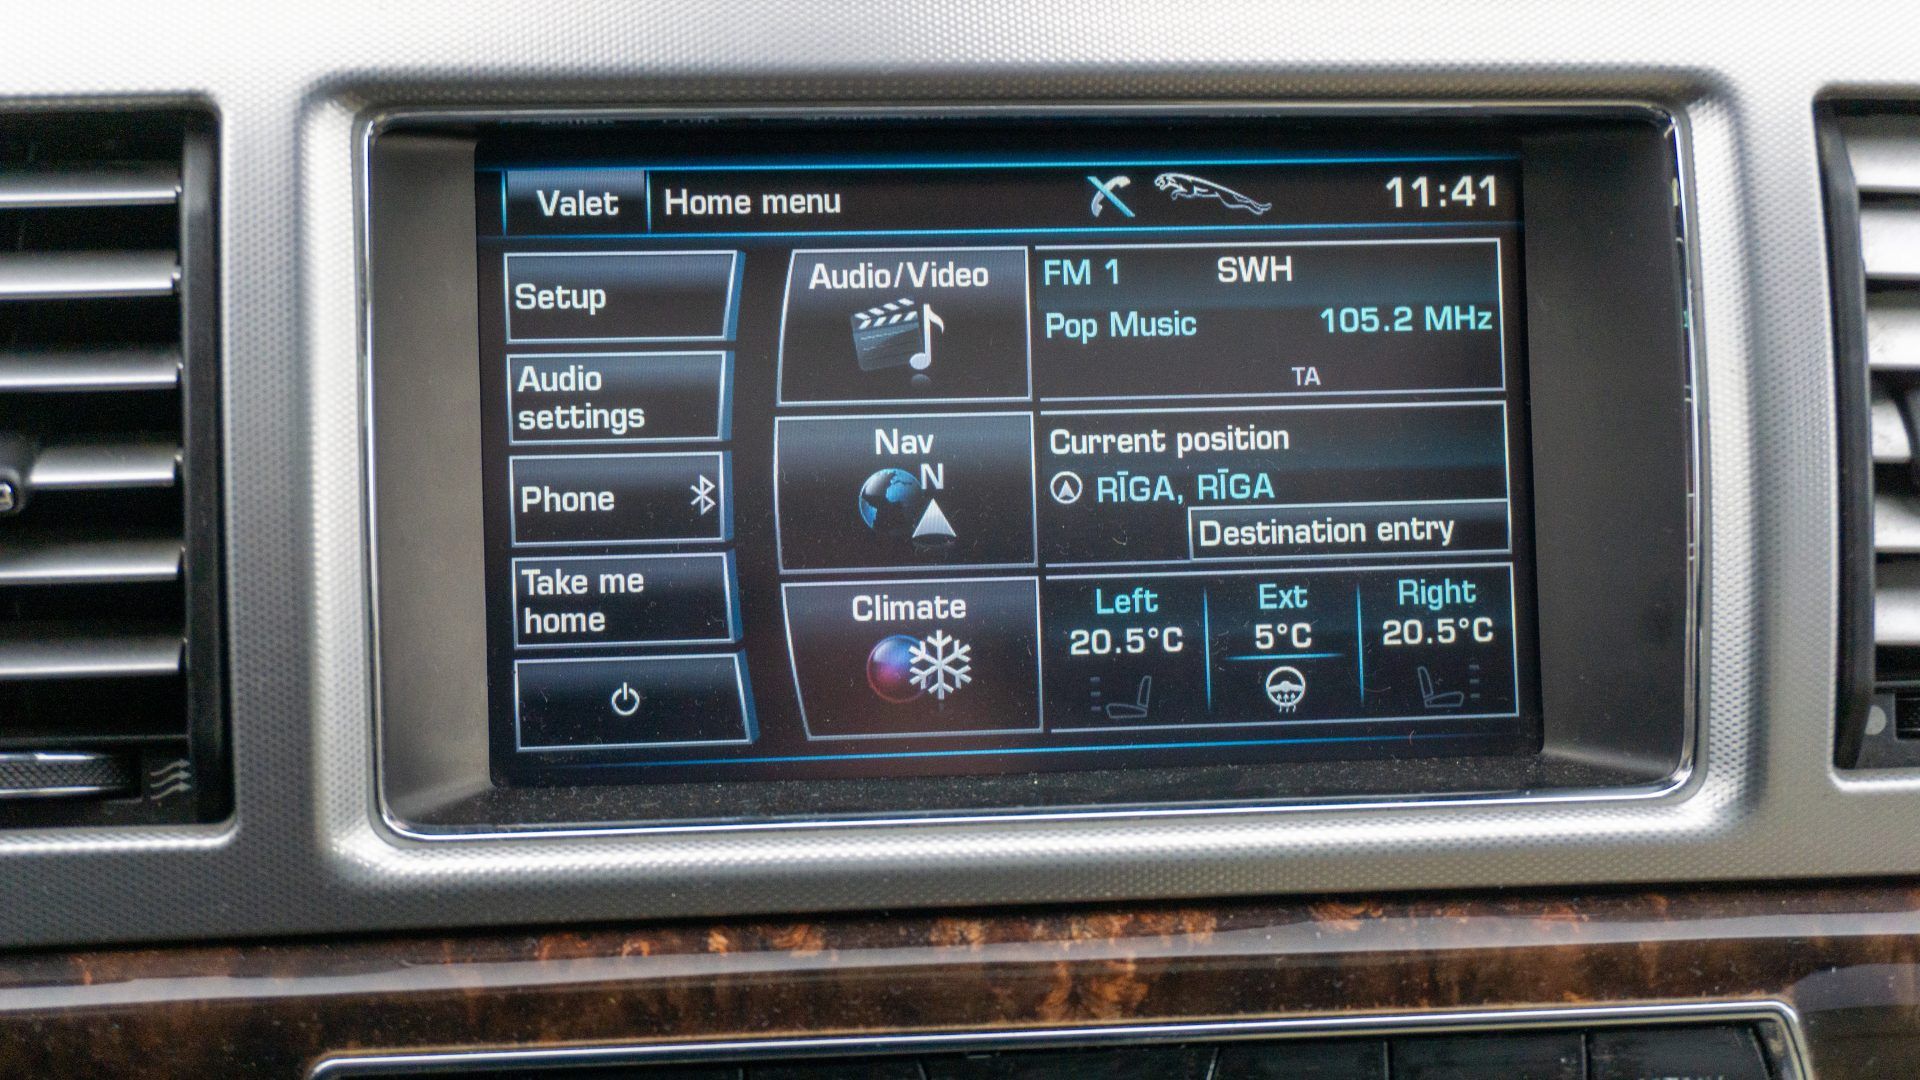 Valet
Home menu
11:41
Setup
Audio
settings
Phone
Take me
home
Audio/Video
Nav
N
Climate
FM 1
SWH
Pop Music
105.2 MHz
TA
Current position
RĪGA, RĪGA
Destination entry
Left
20.5°C
Ext
5°C
Right
20.5°C